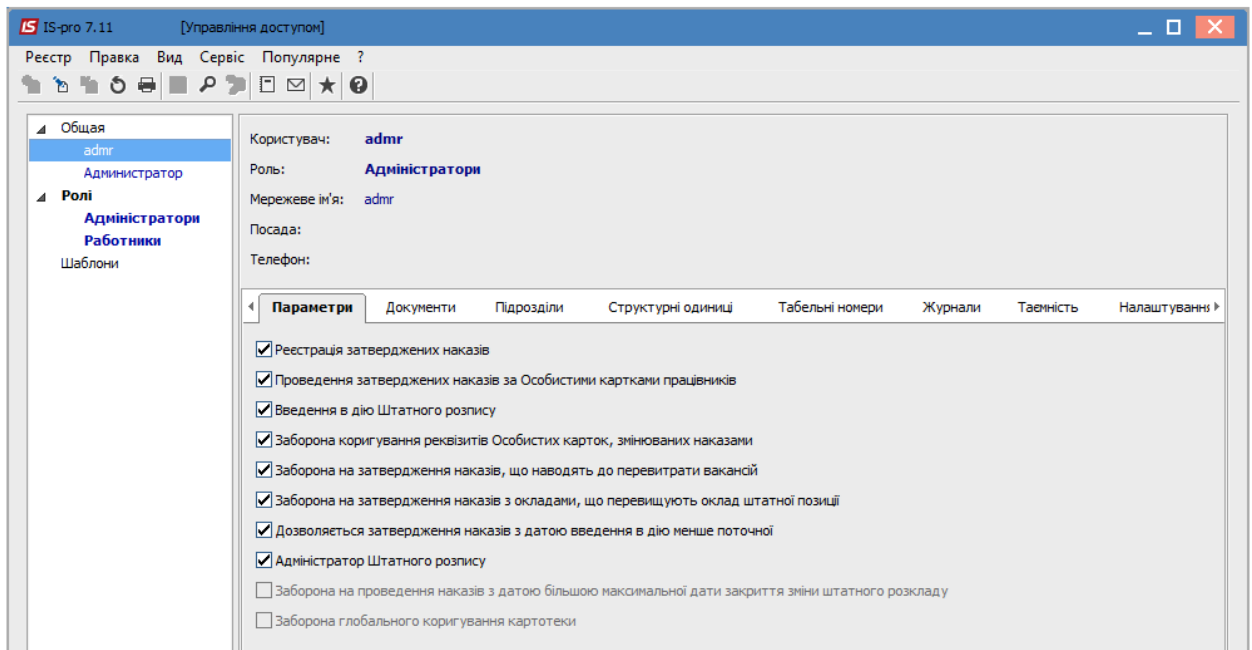 IS IS-pro 7.11 [Управління доступом]
Реєстр Правка Вид Сервіс Популярне ?
Общая
admr
Администратор
Ролі
Адміністратори
Работники
Шаблони
Користувач: admr
Роль: Адміністратори
Мережеве ім'я: admr
Посада:
Телефон:
Параметри Документи Підрозділи Структурні одиниці Табельні номери Журнали Таємність Налаштування
Реєстрація затверджених наказів
Проведення затверджених наказів за Особистими картками працівників
Введення в дію Штатного розпису
Заборона коригування реквізитів Особистих карток, змінюваних наказами
Заборона на затвердження наказів, що наводять до перевитрати вакансій
Заборона на затвердження наказів з окладами, що перевищують оклад штатної позиції
Дозволяється затвердження наказів з датою введення в дію менше поточної
Адміністратор Штатного розпису
Заборона на проведення наказів з датою більшою максимальної дати закриття зміни штатного розкладу
Заборона глобального коригування картотеки